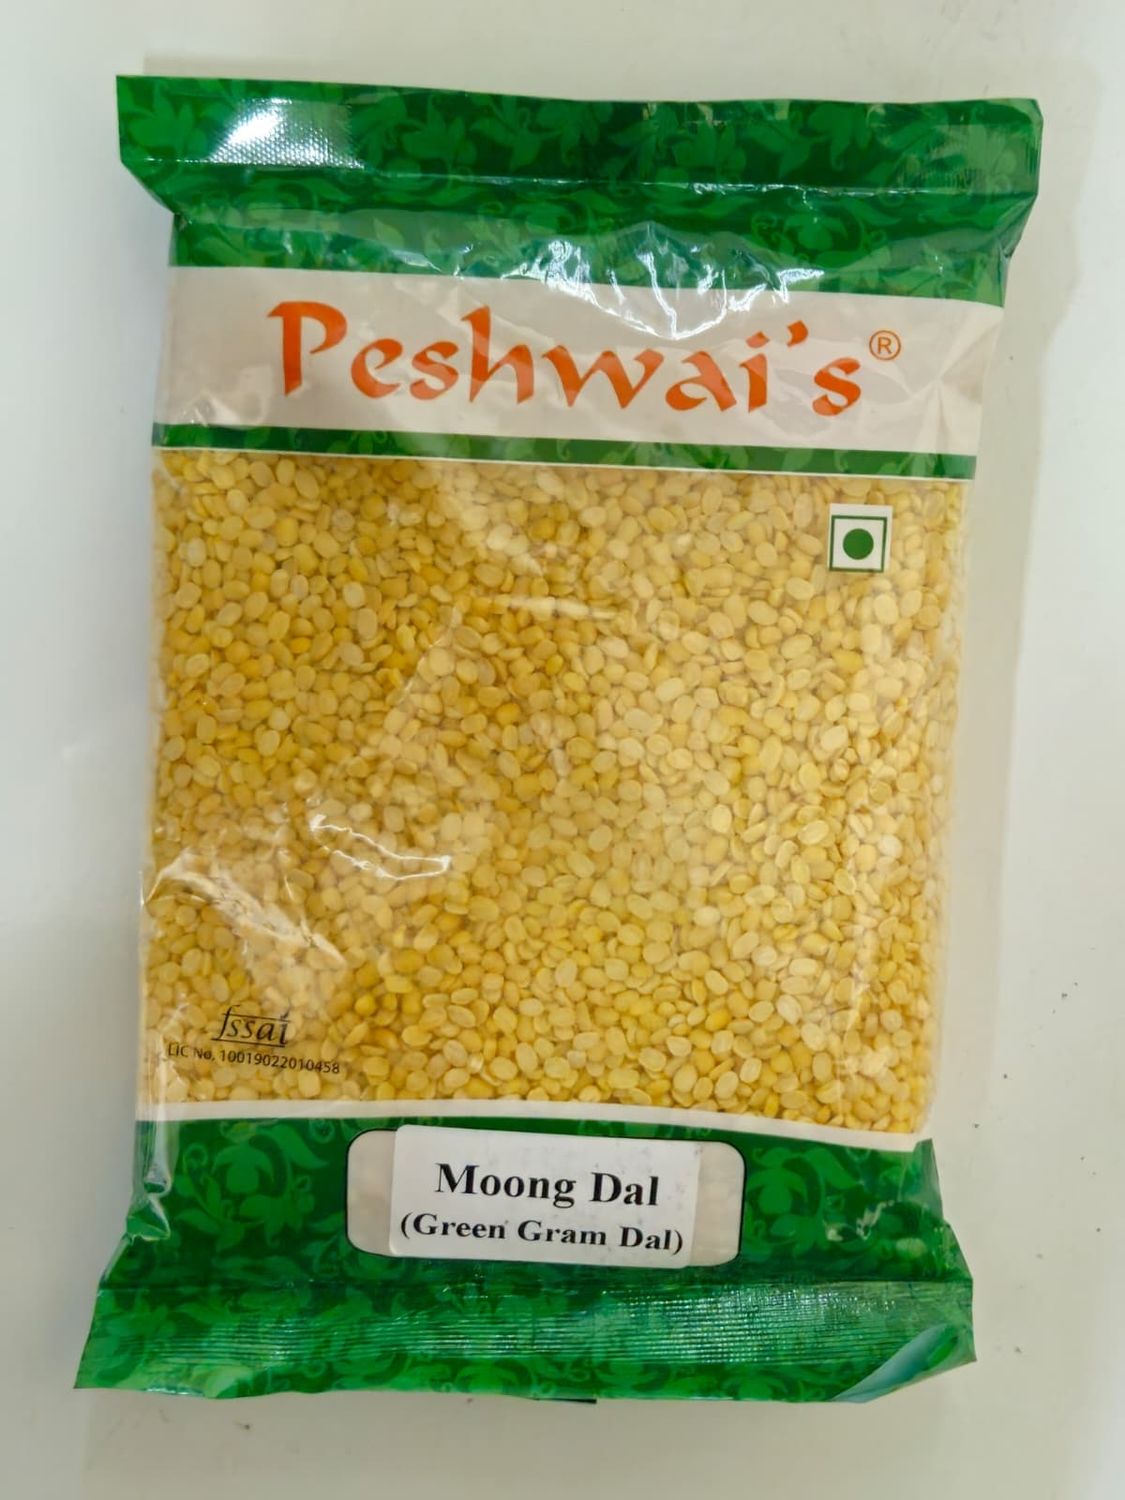 Peshwai's®
fssai
LIC No. 10019022010458
Moong Dal
(Green Gram Dal)